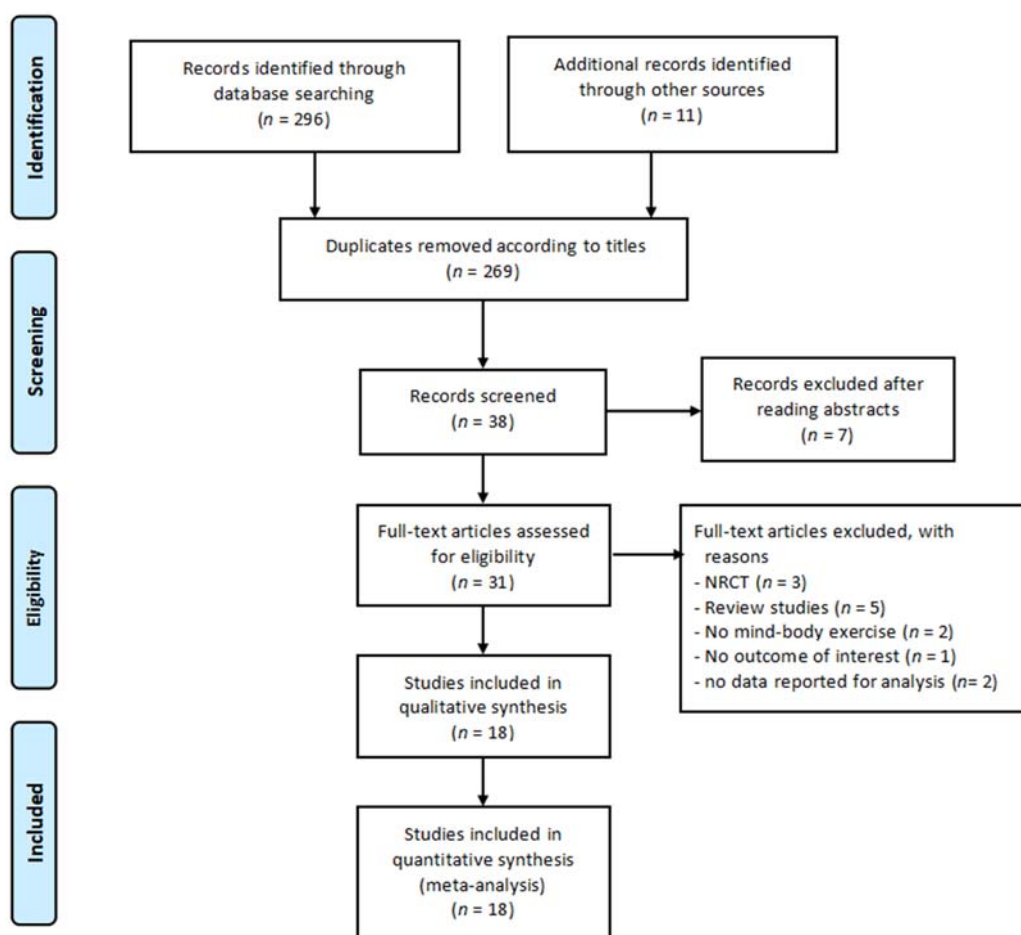 Identification
Records identified through
database searching
(n = 296)
Additional records identified
through other sources
(n = 11)
Duplicates removed according to titles
(n = 269)
Screening
Records screened
(n = 38)
Records excluded after
reading abstracts
(n = 7)
Eligibility
Full-text articles assessed
for eligibility
(n = 31)
Full-text articles excluded, with
reasons
- NRCT (n = 3)
- Review studies (n = 5)
- No mind-body exercise (n = 2)
- No outcome of interest (n = 1)
- no data reported for analysis (n= 2)
Studies included in
qualitative synthesis
(n = 18)
Included
Studies included in
quantitative synthesis
(meta-analysis)
(n = 18)